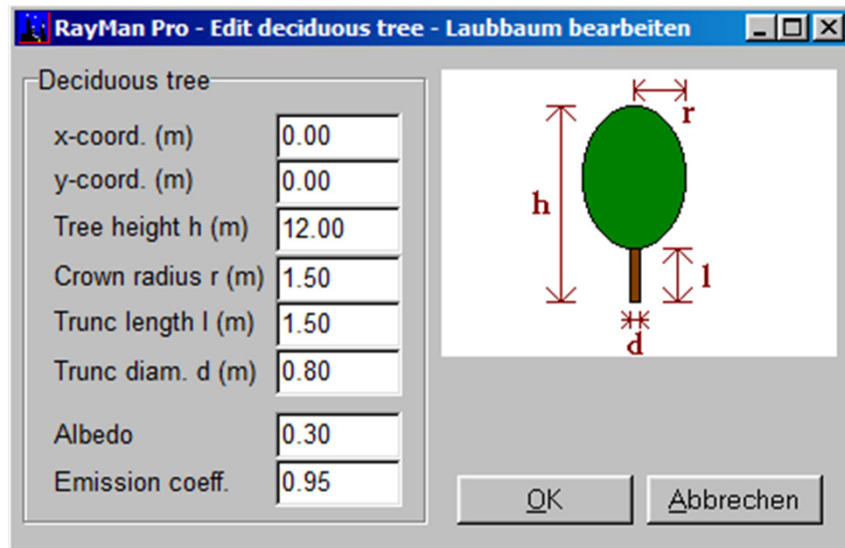 RayMan Pro - Edit deciduous tree - Laubbaum bearbeiten
Deciduous tree
x-coord. (m) 0.00
y-coord. (m) 0.00
Tree height h (m) 12.00
Crown radius r (m) 1.50
Trunc length l (m) 1.50
Trunc diam. d (m) 0.80
Albedo 0.30
Emission coeff. 0.95
r
h
l
d
OK
Abbrechen